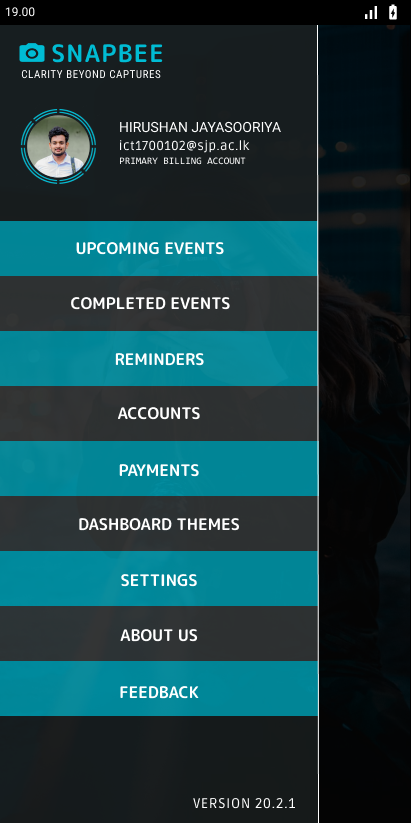 19.00
SNAPBEE
CLARITY BEYOND CAPTURES
HIRUSHAN JAYASOORIYA
ict1700102@sjp.ac.lk
PRIMARY BILLING ACCOUNT
UPCOMING EVENTS
COMPLETED EVENTS
REMINDERS
ACCOUNTS
PAYMENTS
DASHBOARD THEMES
SETTINGS
ABOUT US
FEEDBACK
VERSION 20.2.1